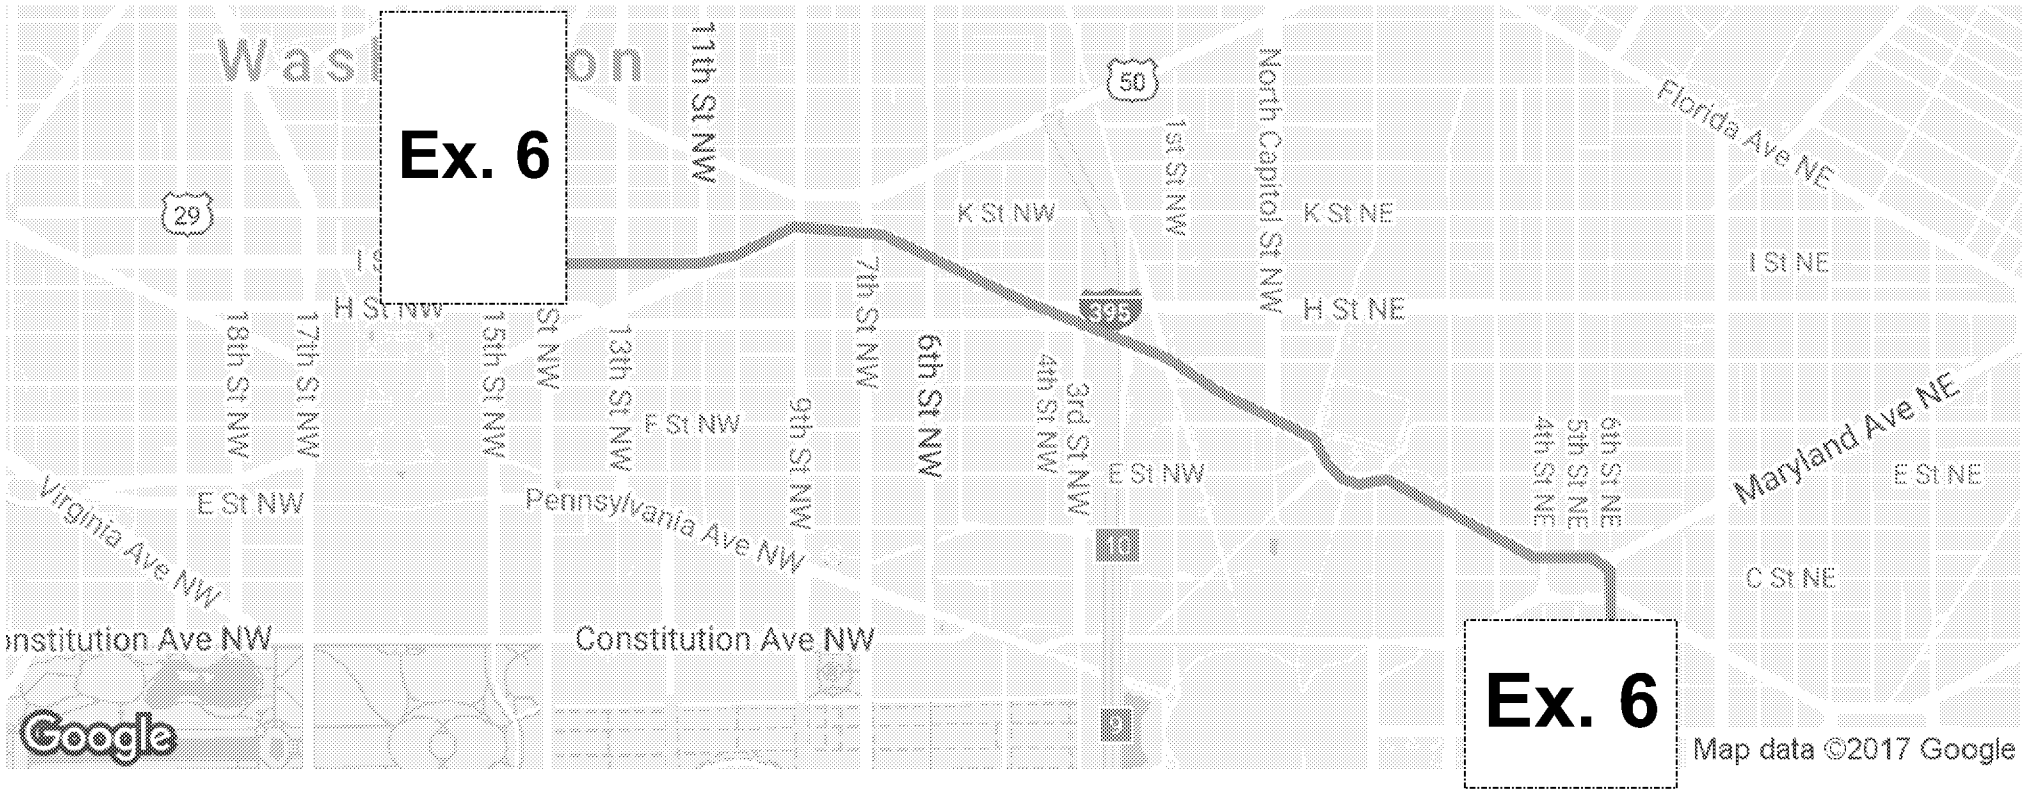 Was
on
11th St NW
50
North Capitol St NW
Florida Ave NE
Ex. 6
1st St NW
29
K St NW
K St NE
I S
7th St NW
I St NE
H St NW
395
H St NE
18th St NW
17th St NW
15th St NW
St NW
13th St NW
6th St NW
4th St NW
3rd St NW
9th St NW
F St NW
4th St NE
5th St NE
6th St NE
Maryland Ave NE
E St NW
E St NE
Virginia Ave NW
E St NW
Pennsylvania Ave NW
10
C St NE
onstitution Ave NW
Constitution Ave NW
Ex. 6
9
Google
Map data ©2017 Google